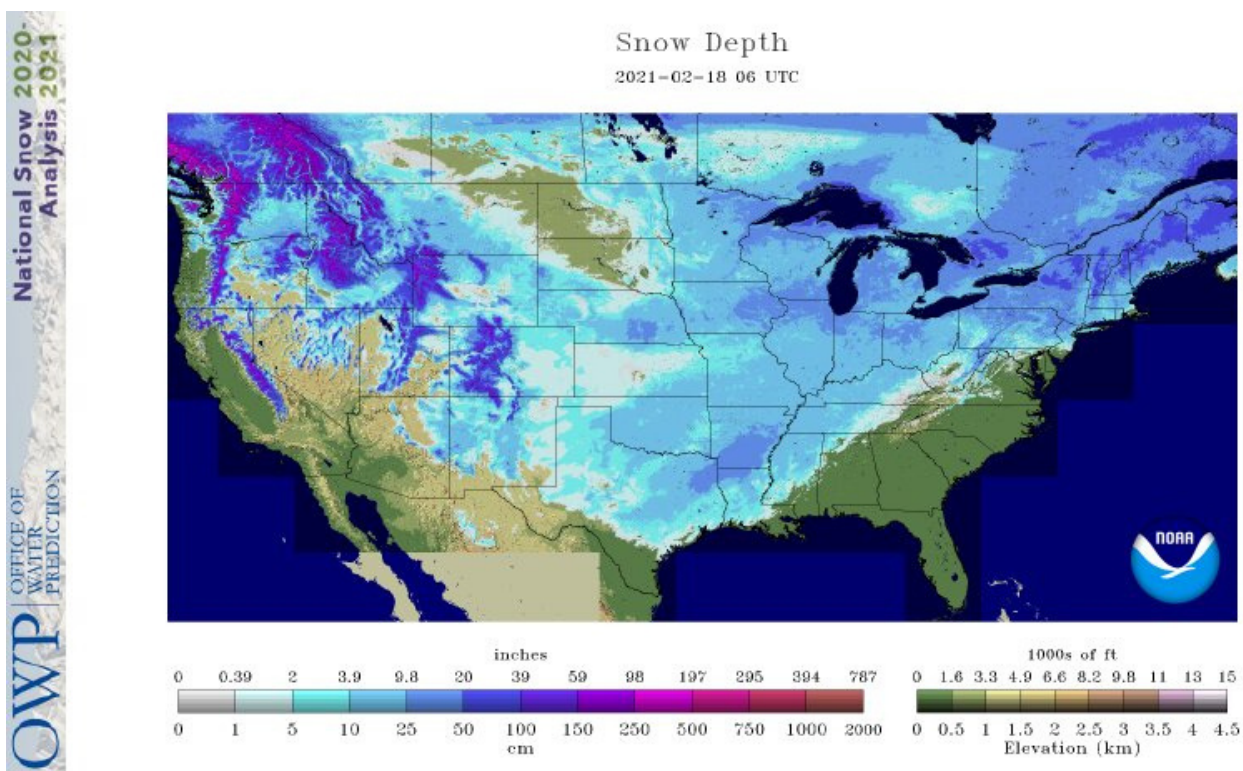 National Snow 2020-
Analysis 2021
OFFICE OF
WATER
PREDICTION
OWP
Snow Depth
2021-02-18 06 UTC
NOAA
inches
0 0.39 2 3.9 9.8 20 39 59 98 197 295 394 787
0 1 5 10 25 50 100 150 250 500 750 1000 2000
cm
1000s of ft
0 1.6 3.3 4.9 6.6 8.2 9.8 11 13 15
0 0.5 1 1.5 2 2.5 3 3.5 4 4.5
Elevation (km)